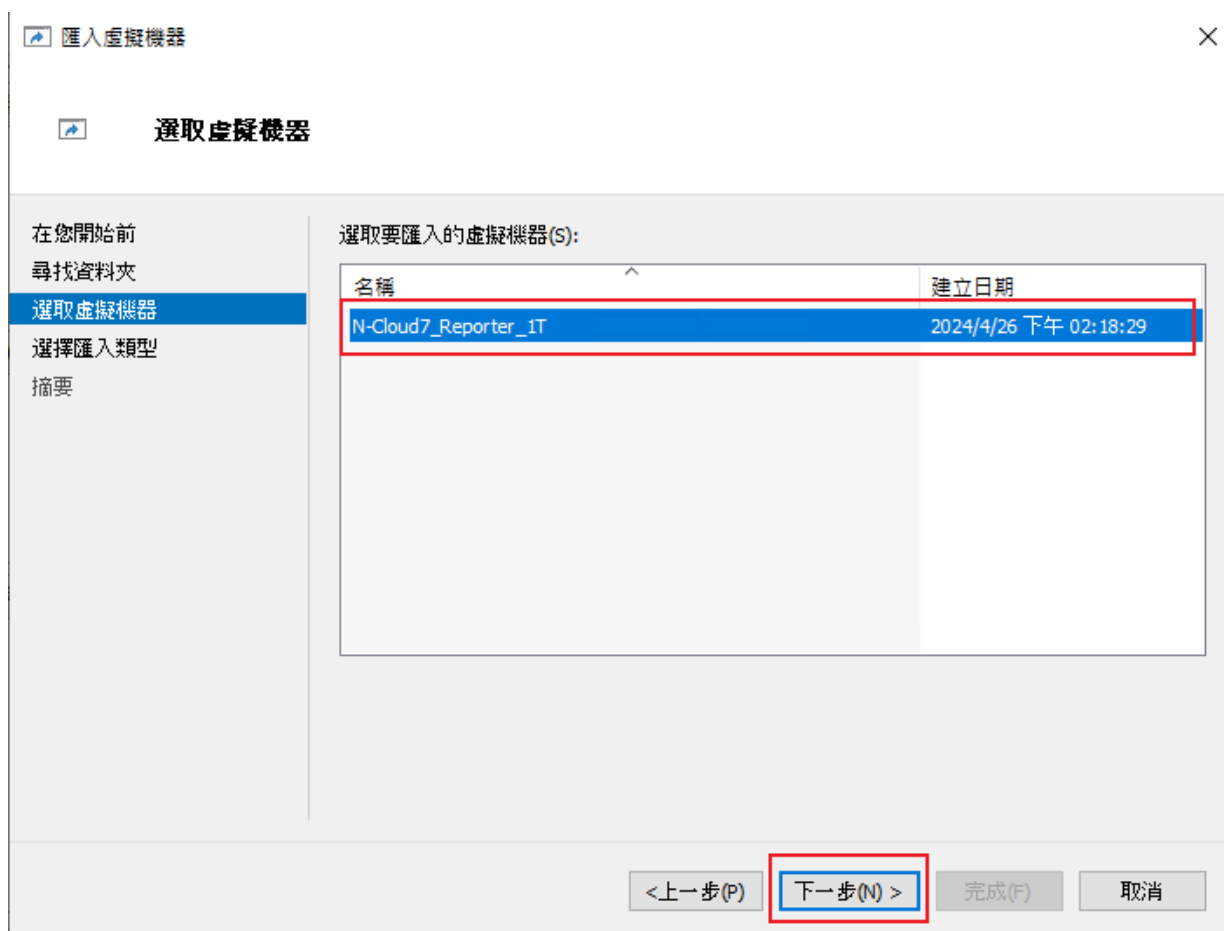 匯入虛擬機器
選取虛擬機器
在您開始前
尋找資料夾
選取虛擬機器
選擇匯入類型
摘要
選取要匯入的虛擬機器(S):
名稱 建立日期
N-Cloud7_Reporter_1T 2024/4/26 下午 02:18:29
<上一步(P) 下一步(N) > 完成(F) 取消